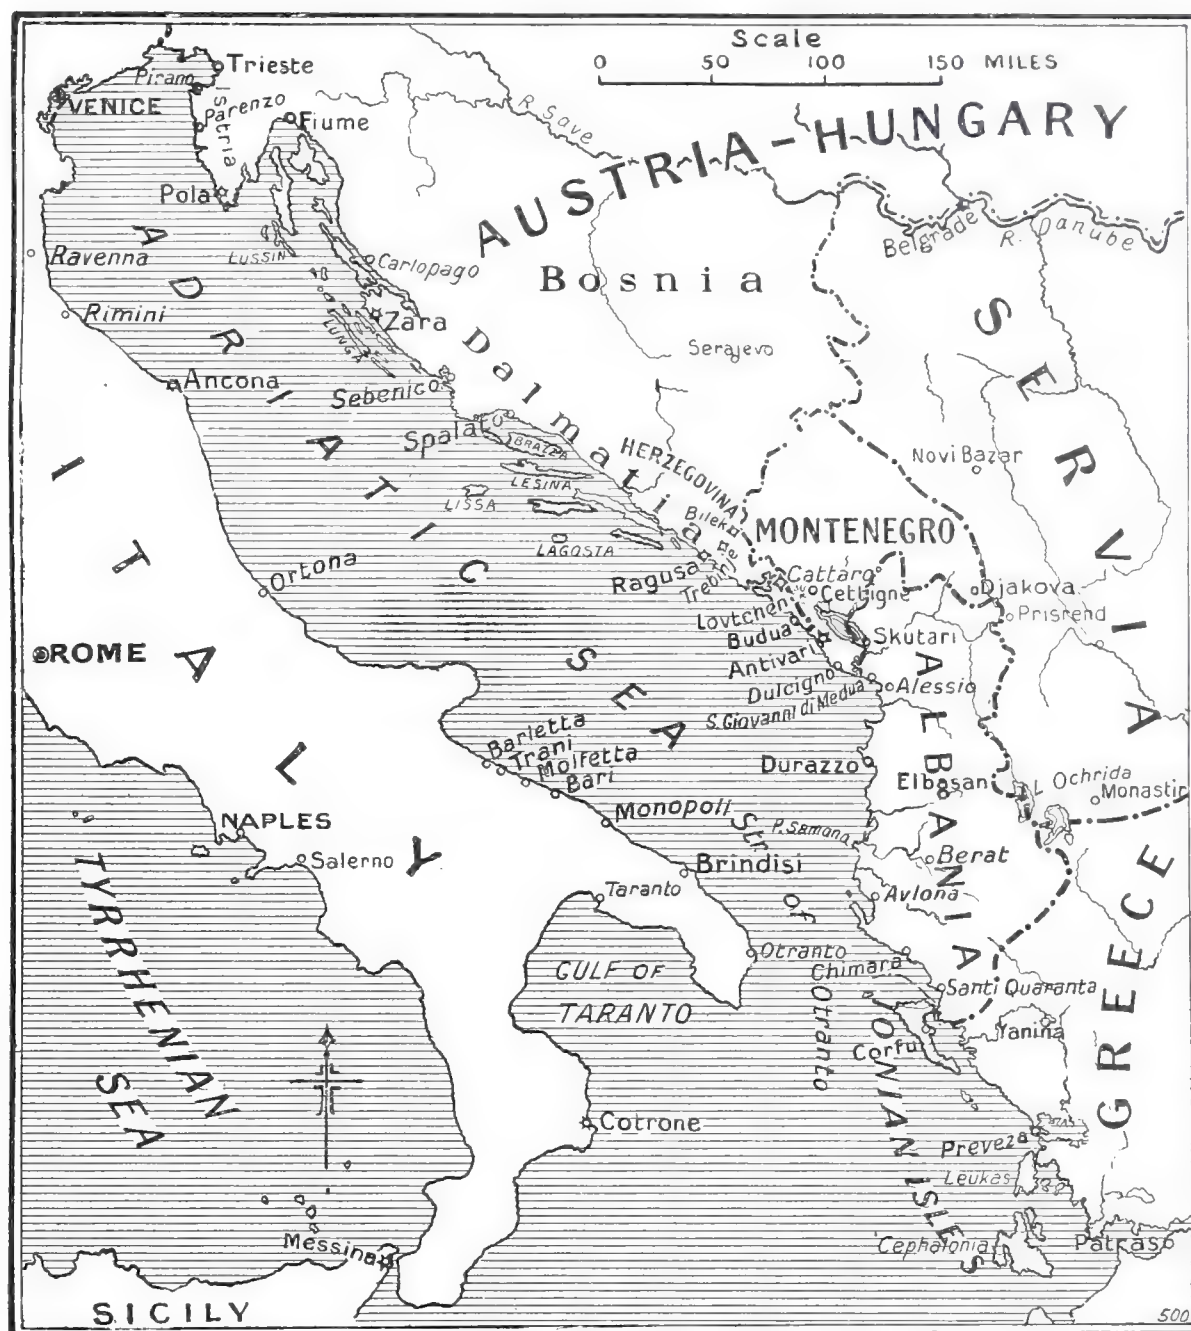 Scale
0 50 100 150 MILES
Trieste
Pirano
VENICE
Parenzo
Istria
Fiume
R. Save
AUSTRIA-HUNGARY
Pola
Belgrade
R. Danube
LUSSIN
Carlopago
Bosnia
Ravenna
Rimini
Zara
LUNGA
Dalmatia
Serajevo
SERVIA
ADRIATIC SEA
Ancona
Sebenico
Spalato
BRAZZA
HERZEGOVINA
Novi Bazar
LESINA
LISSA
Bilek
LAGOSTA
MONTENEGRO
ITALY
Ortona
Ragusa
Trebinje
Cattaro
Cettigne
Djakova
Lovtchen
Prisrend
Budua
Skutari
ROME
Antivari
Dulcigno
Alessio
S. Giovanni di Medua
ALBANIA
Barletta
Trani
Molfetta
Bari
Durazzo
Elbasan
L Ochrida
Monastir
Monopoli
NAPLES
Str of Otranto
P. Samana
Salerno
Berat
Brindisi
Taranto
Avlona
TYRRHENIAN SEA
Otranto
Chimara
GULF OF
TARANTO
Santi Quaranta
GREECE
Yanina
Corfu
IONIAN ISLES
Cotrone
Preveza
Leukas
Messina
Cephalonia
Patras
SICILY
500